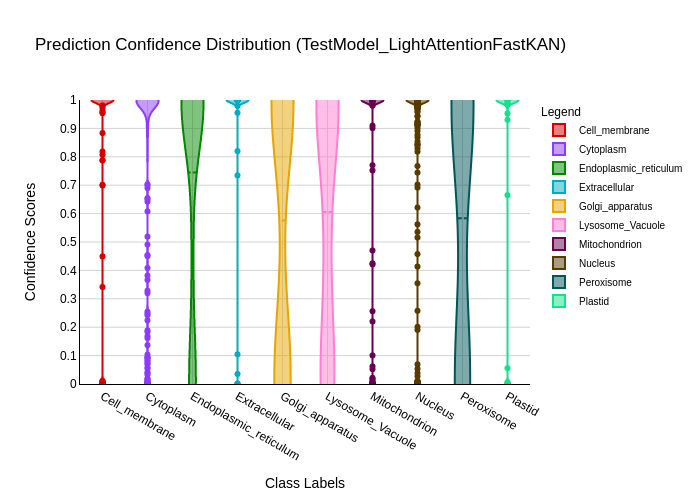 Prediction Confidence Distribution (TestModel_LightAttentionFastKAN)
Confidence Scores
1
0.9
0.8
0.7
0.6
0.5
0.4
0.3
0.2
0.1
0
Cell_membrane
Cytoplasm
Endoplasmic_reticulum
Extracellular
Golgi_apparatus
Lysosome_Vacuole
Mitochondrion
Nucleus
Peroxisome
Plastid
Class Labels
Legend
Cell_membrane
Cytoplasm
Endoplasmic_reticulum
Extracellular
Golgi_apparatus
Lysosome_Vacuole
Mitochondrion
Nucleus
Peroxisome
Plastid